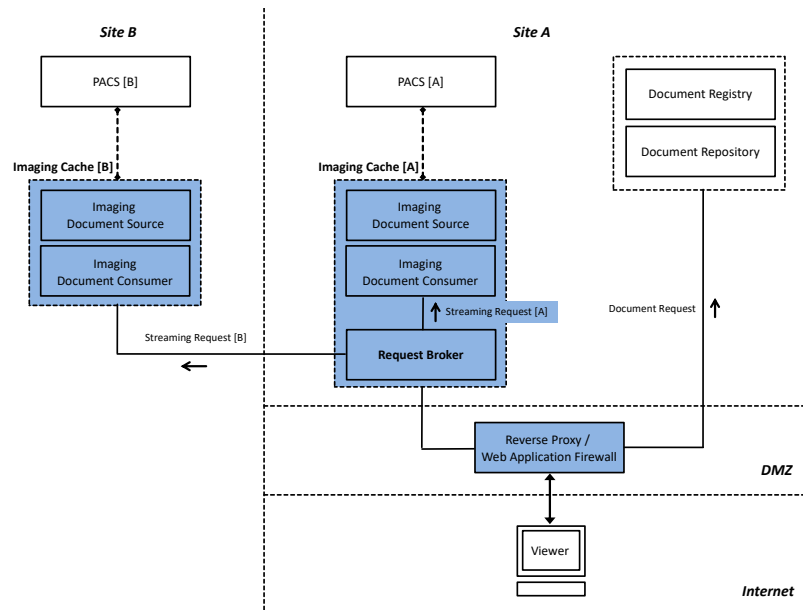 Site B
Site A
PACS [B]
PACS [A]
Document Registry
Document Repository
Imaging Cache [B]
Imaging Cache [A]
Imaging
Document Source
Imaging
Document Consumer
Imaging
Document Source
Imaging
Document Consumer
Streaming Request [A]
Document Request
Streaming Request [B]
Request Broker
Reverse Proxy /
Web Application Firewall
DMZ
Viewer
Internet